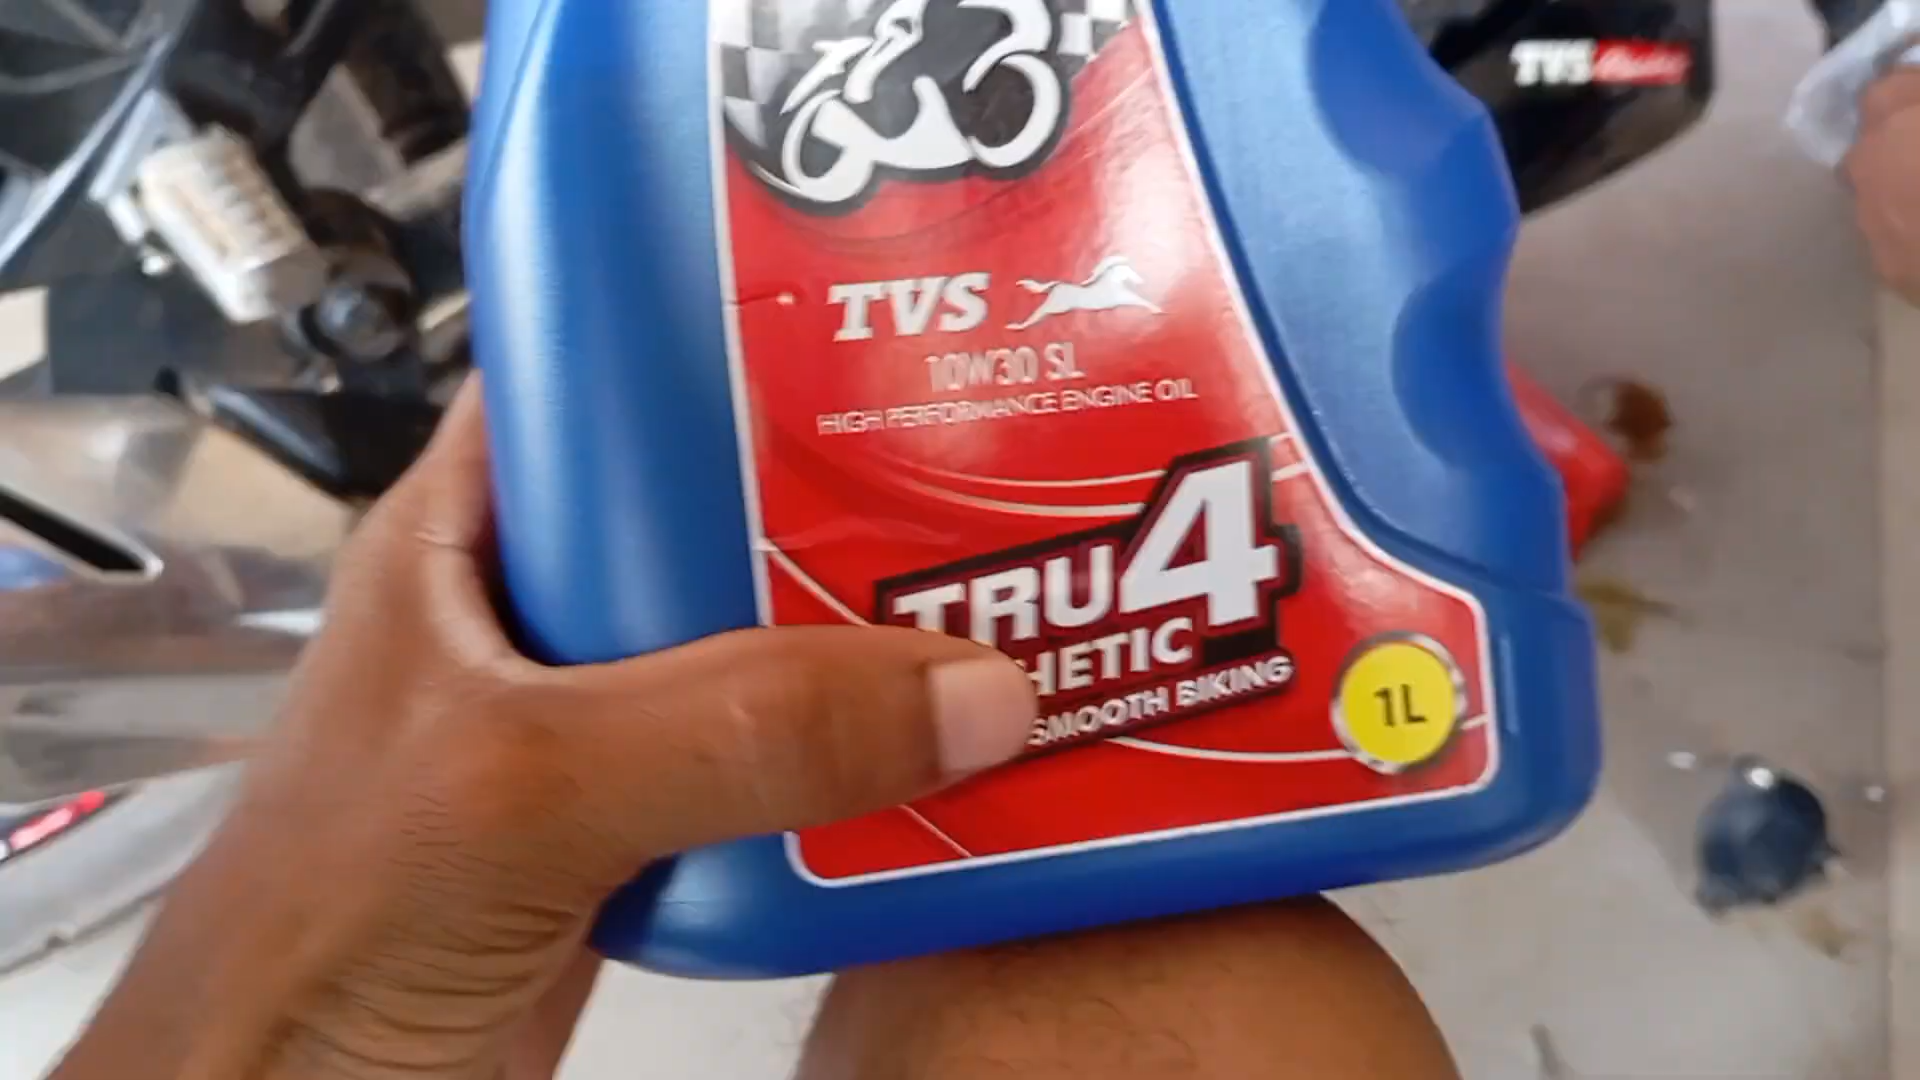 TVS
TVS
10W30 SL
HIGH PERFORMANCE ENGINE OIL
TRU4
HETIC
SMOOTH BIKING
1L